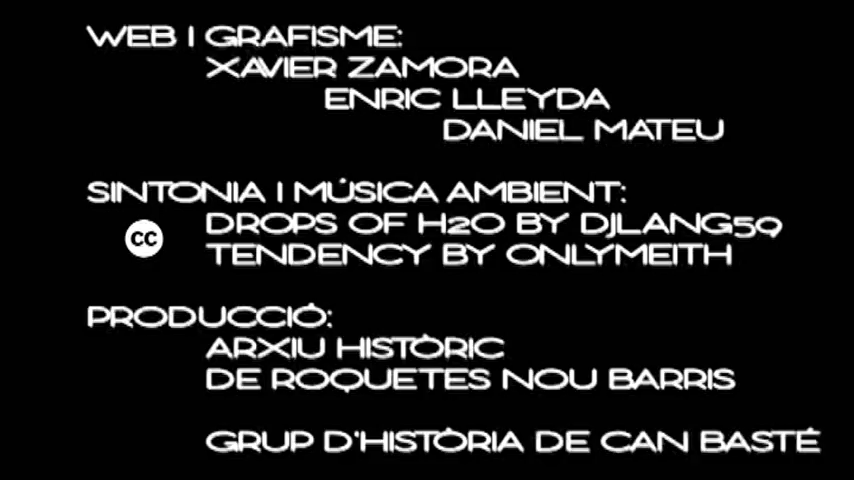 WEB I GRAFISME:
XAVIER ZAMORA
ENRIC LLEYDA
DANIEL MATEU
SINTONIA I MÚSICA AMBIENT:
cc DROPS OF H2O BY DJLANG59
TENDENCY BY ONLYMEITH
PRODUCCIÓ:
ARXIU HISTÒRIC
DE ROQUETES NOU BARRIS
GRUP D'HISTÒRIA DE CAN BASTÉ